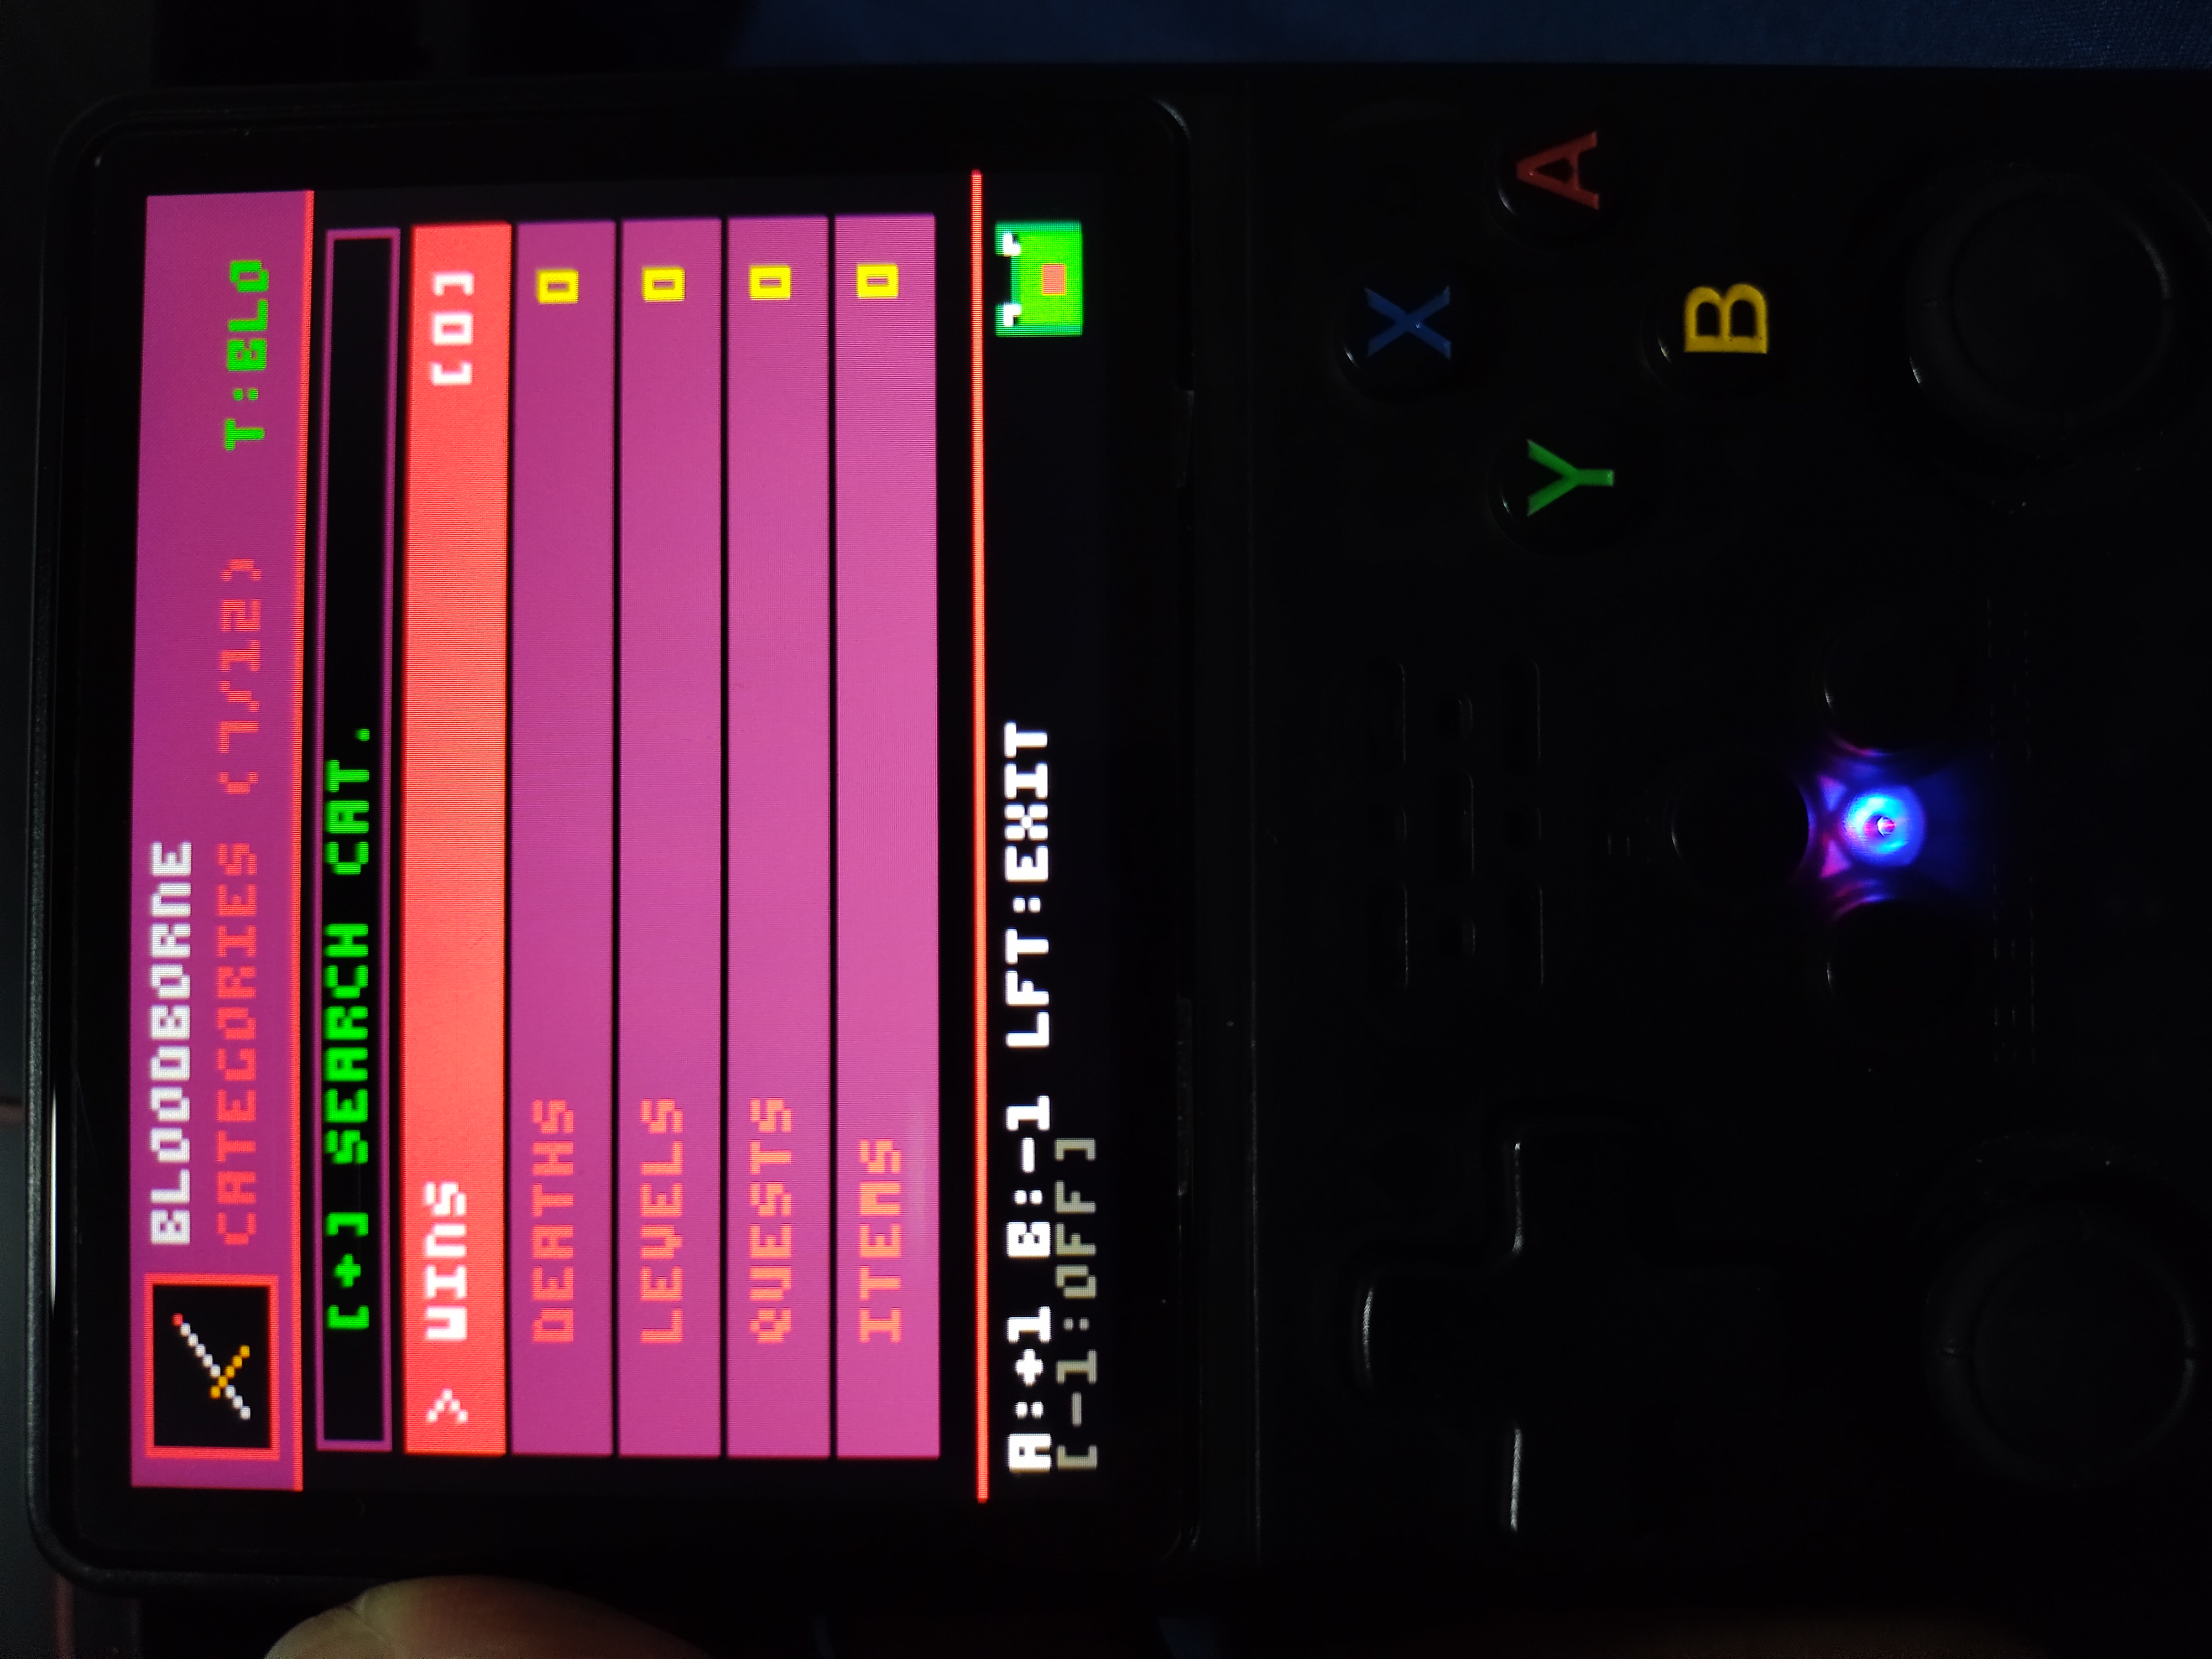 BLOODBORNE
CATEGORIES (7/12)
T:BLO
[+] SEARCH CAT.
> WINS [0]
DEATHS 0
LEVELS 0
QUESTS 0
ITEMS 0
A:+1 B:-1 LFT:EXIT
[-1:OFF]
X
Y A
B